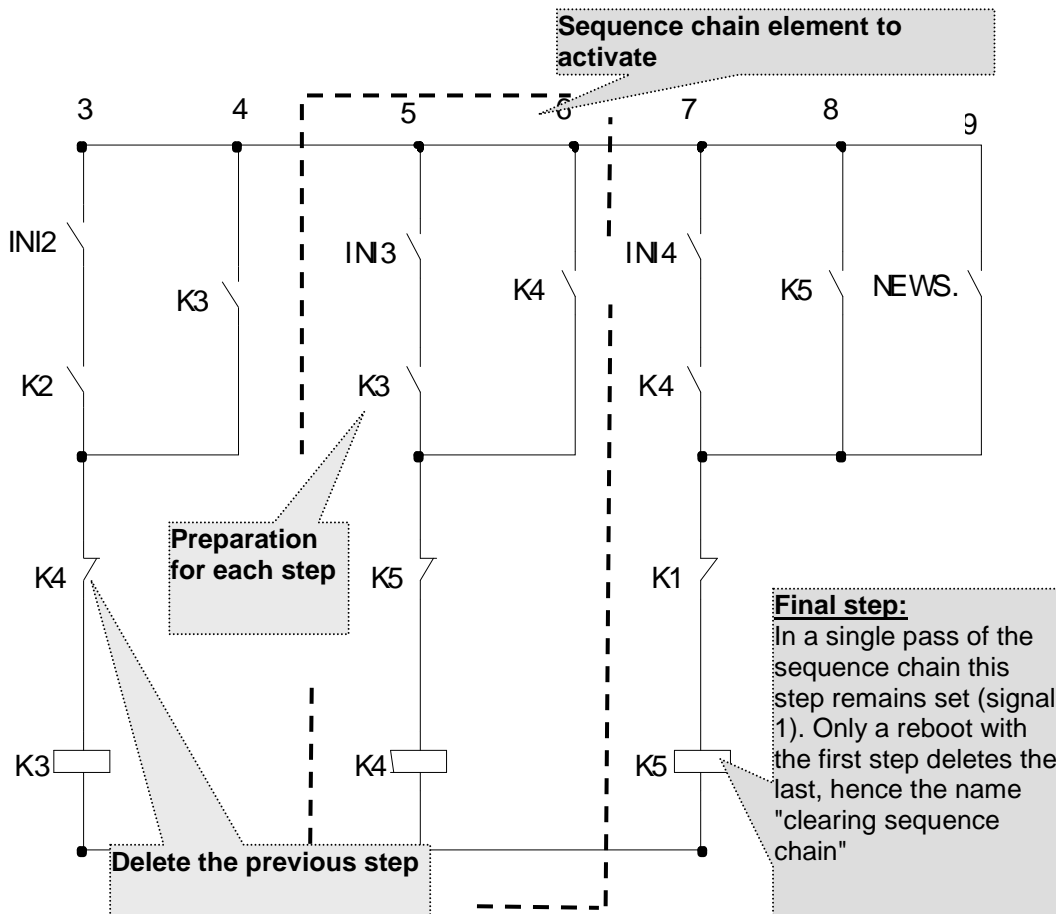 Sequence chain element to
activate
3 4 5 6 7 8 9
INI2 INI3 INI4
K3 K4 K5 NEWS.
K2 K3 K4
Preparation
for each step
K4 K5 K1
Final step:
In a single pass of the
sequence chain this
step remains set (signal
1). Only a reboot with
the first step deletes the
last, hence the name
"clearing sequence
chain"
K3 K4 K5
Delete the previous step